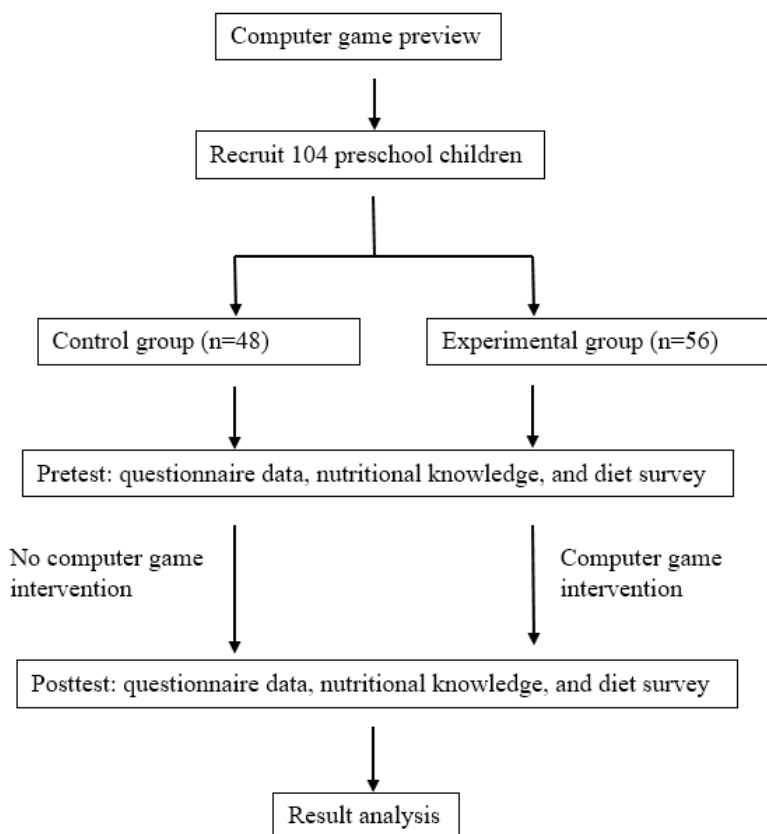 Computer game preview
Recruit 104 preschool children
Control group (n=48)
Experimental group (n=56)
Pretest: questionnaire data, nutritional knowledge, and diet survey
No computer game
intervention
Computer game
intervention
Posttest: questionnaire data, nutritional knowledge, and diet survey
Result analysis